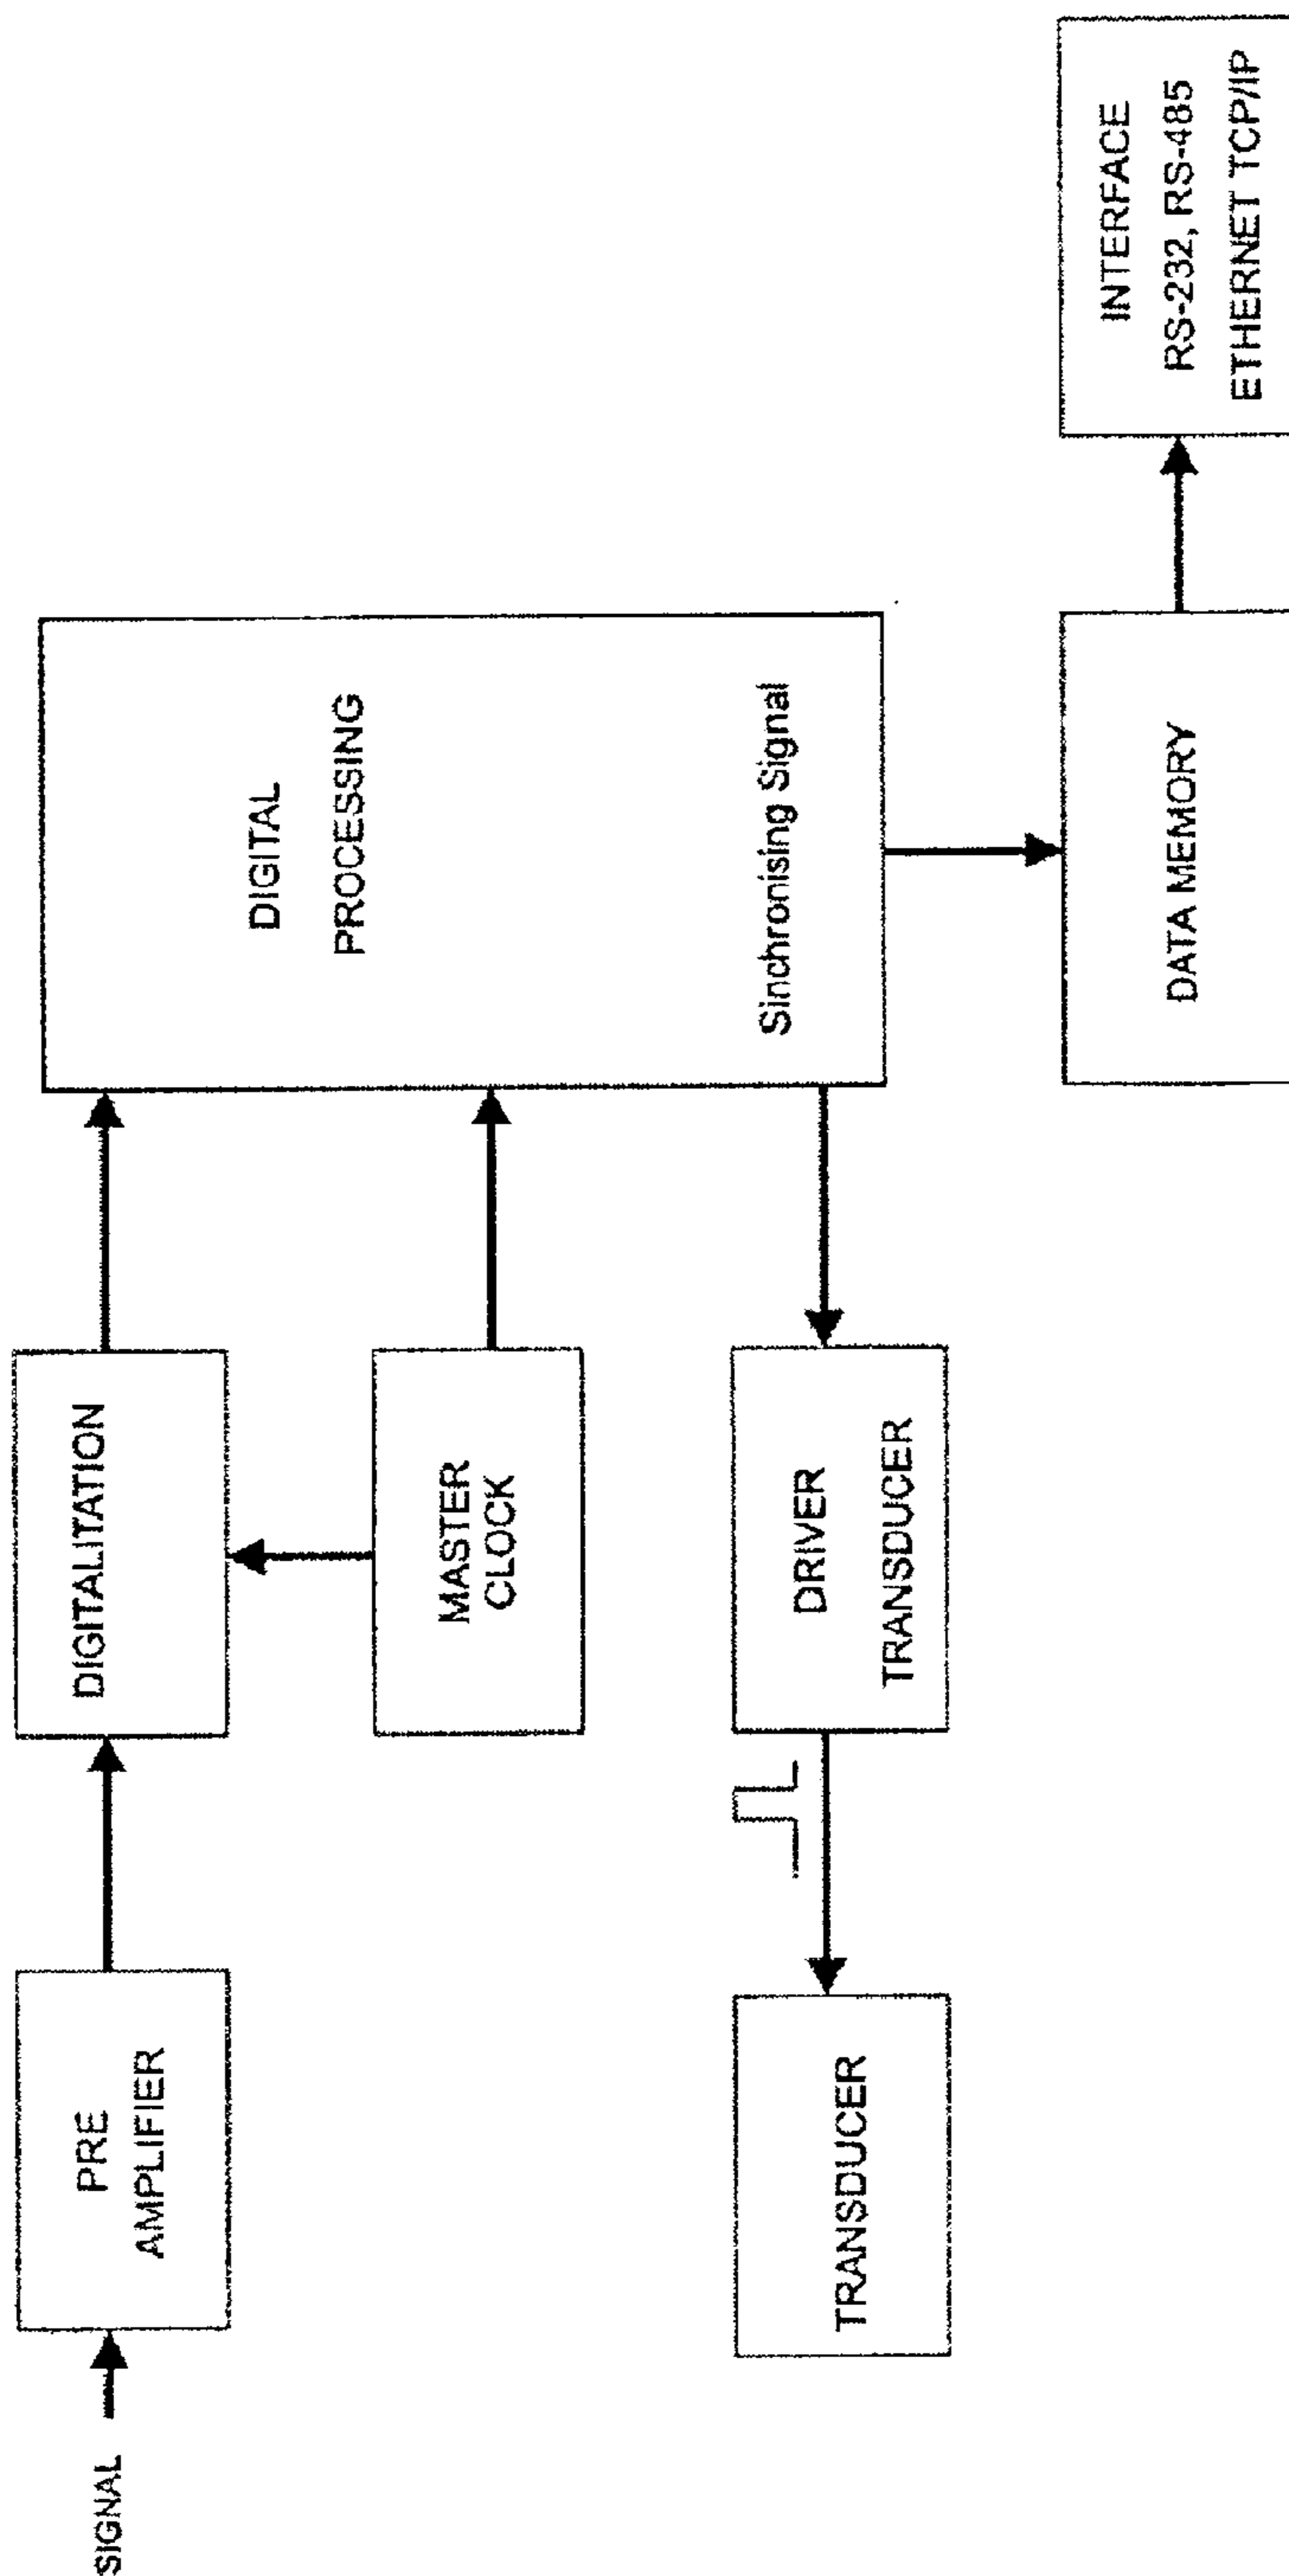 SIGNAL
PRE
AMPLIFIER
DIGITALITATION
MASTER
CLOCK
DIGITAL
PROCESSING
Sinchronising Signal
TRANSDUCER
DRIVER
TRANSDUCER
DATA MEMORY
INTERFACE
RS-232, RS-485
ETHERNET TCP/IP